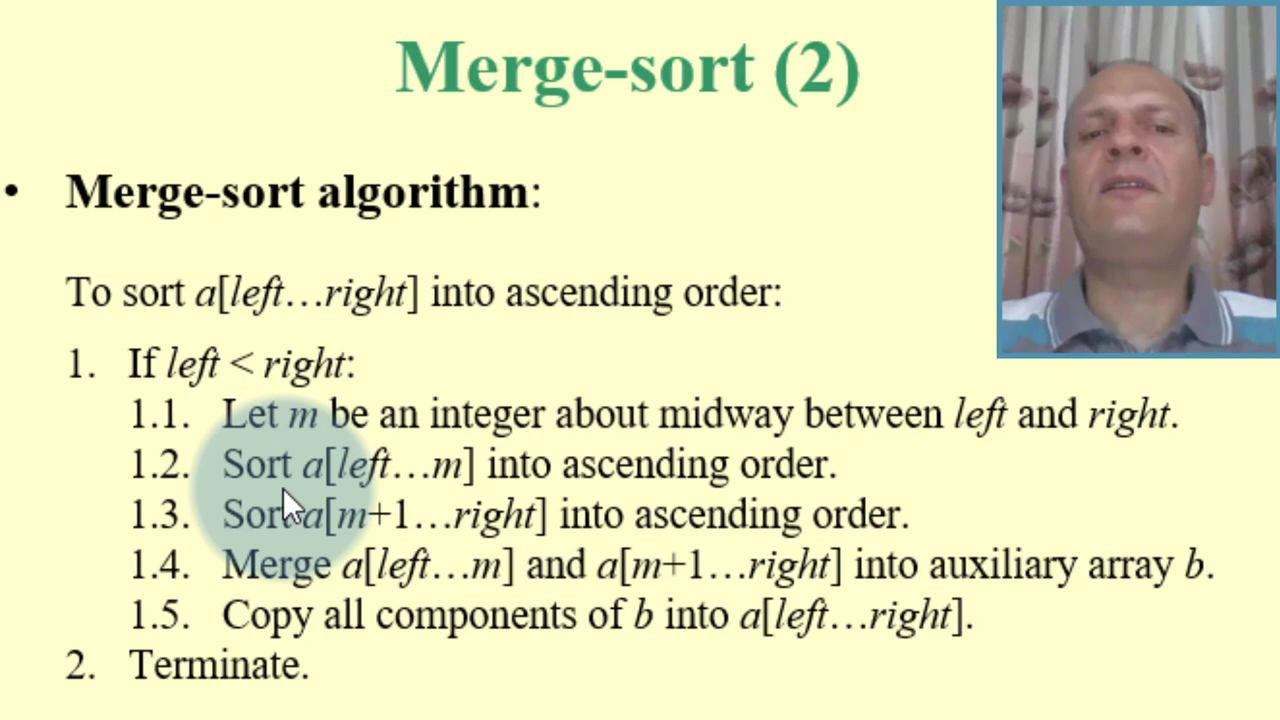 Merge-sort (2)
• Merge-sort algorithm:
To sort a[left…right] into ascending order:
1. If left < right:
1.1. Let m be an integer about midway between left and right.
1.2. Sort a[left…m] into ascending order.
1.3. Sort a[m+1…right] into ascending order.
1.4. Merge a[left…m] and a[m+1…right] into auxiliary array b.
1.5. Copy all components of b into a[left…right].
2. Terminate.